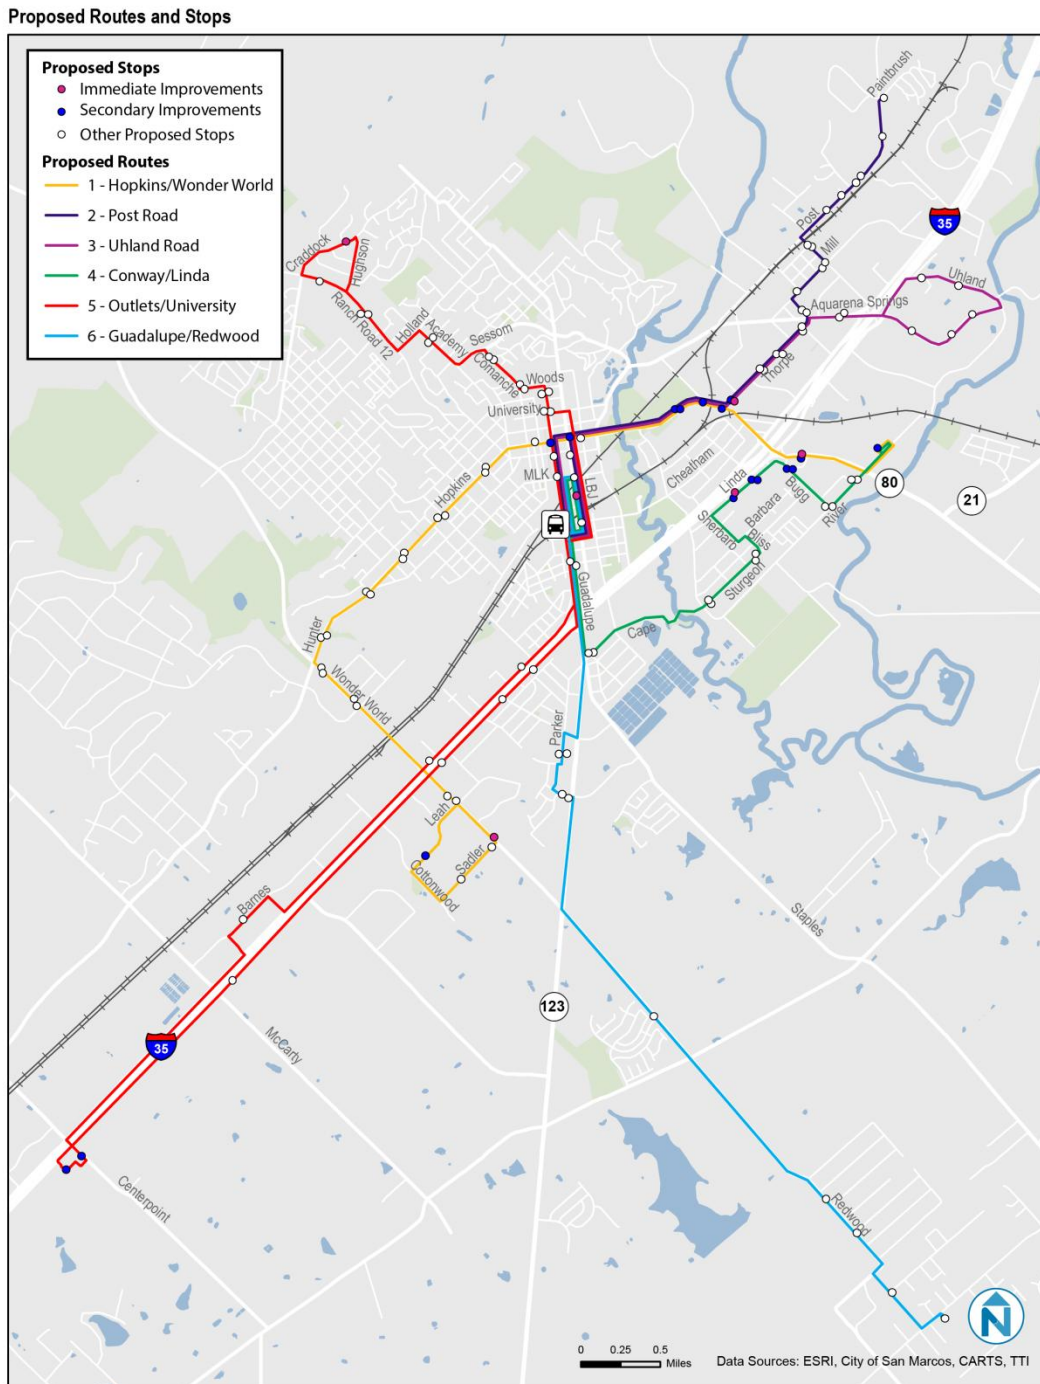 Proposed Routes and Stops
Proposed Stops
Immediate Improvements
Secondary Improvements
Other Proposed Stops
Proposed Routes
1 - Hopkins/Wonder World
2 - Post Road
3 - Uhland Road
4 - Conway/Linda
5 - Outlets/University
6 - Guadalupe/Redwood
Paintbrush
Post
Mill
35
Craddock
Hughson
Uhland
Aquarena Springs
Ranch Road 12
Holland
Academy
Sessom
Comanche
Thorpe
Woods
University
Hopkins
MLK
LBJ
Cheatham
Linda
Bugg
80
21
Barbara
River
Sherbarb
Bliss
Sturgeon
Guadalupe
Cape
Hunter
Wonder World
Parker
Leah
Sadler
Cottonwood
Barnes
Staples
123
McCarty
35
Centerpoint
Redwood
N
0 0.25 0.5
Miles
Data Sources: ESRI, City of San Marcos, CARTS, TTI